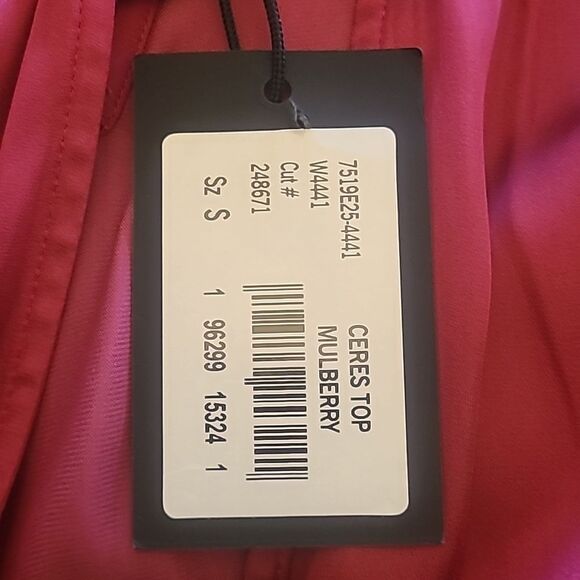 7519E25-4441
W4441
Cut #
248671
Sz S
CERES TOP
MULBERRY
1 96299 15324 1